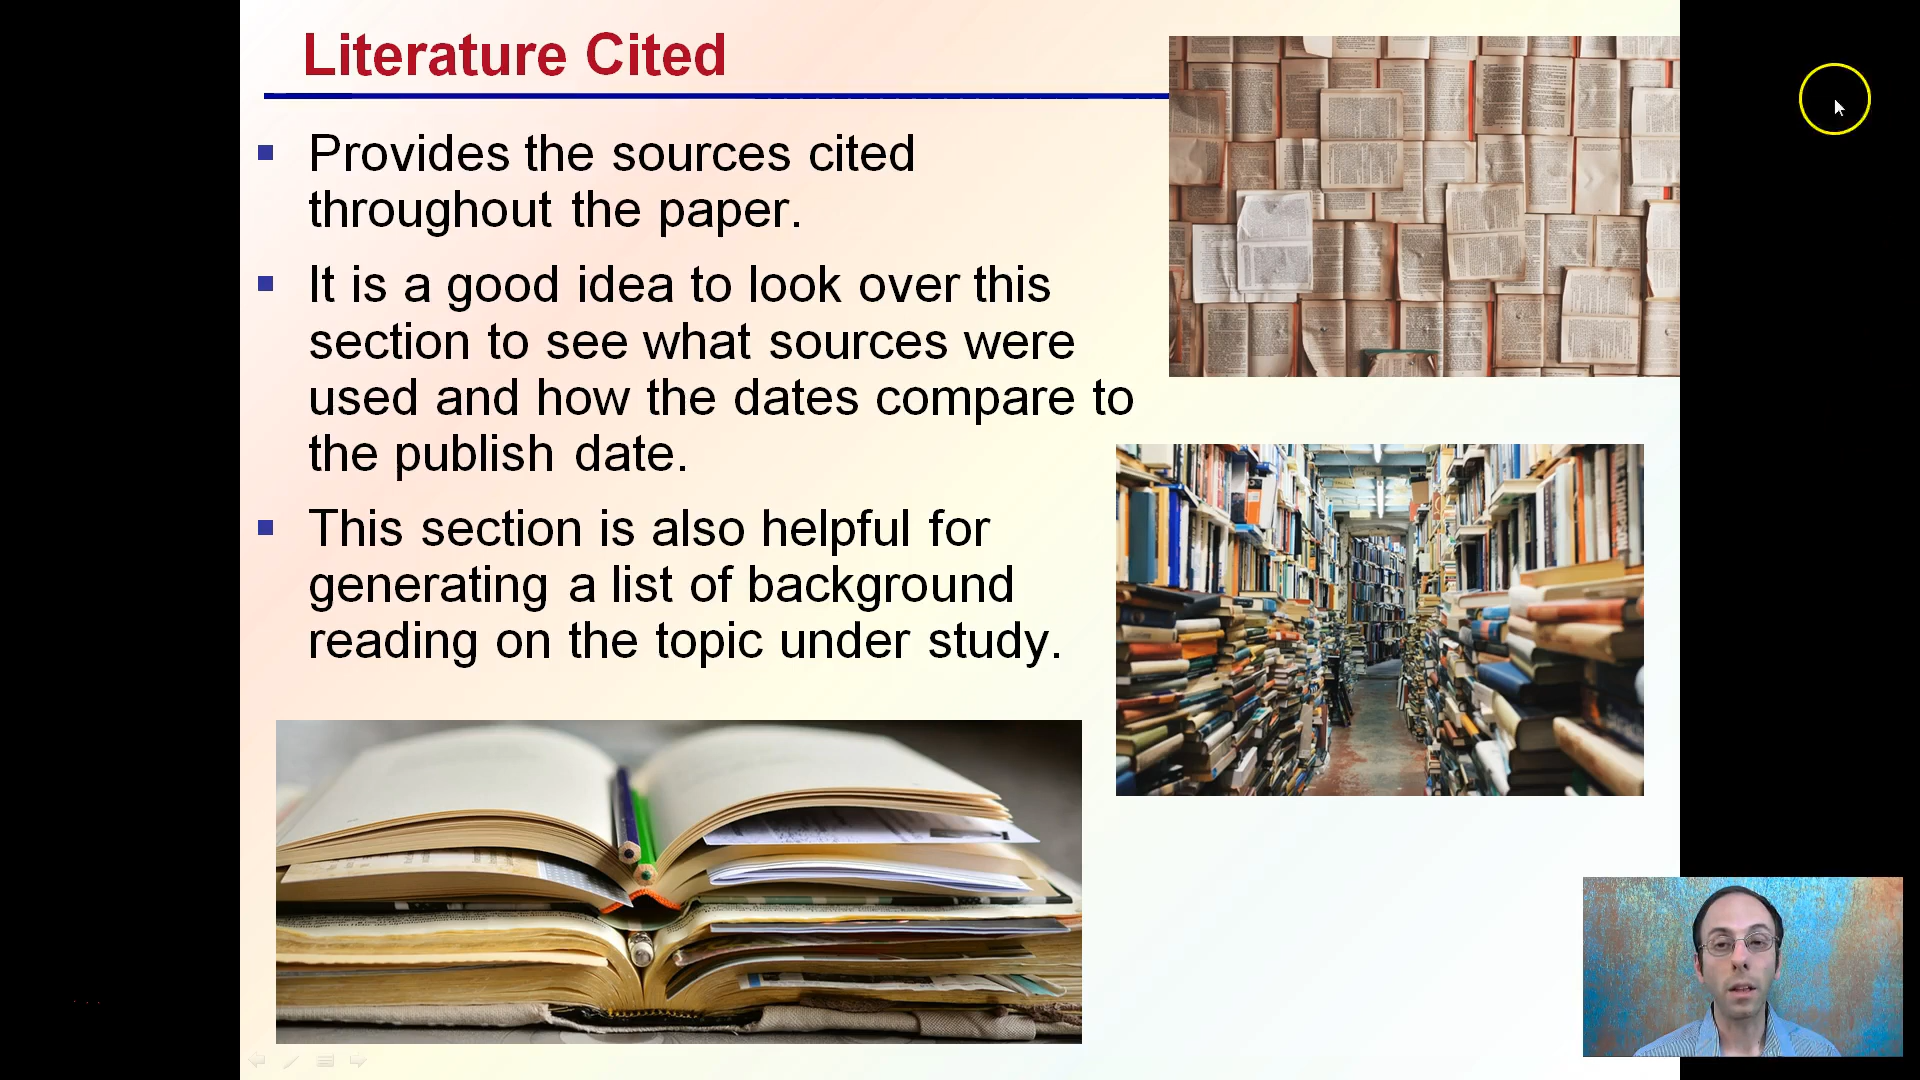 Literature Cited
Provides the sources cited
throughout the paper.
It is a good idea to look over this
section to see what sources were
used and how the dates compare to
the publish date.
This section is also helpful for
generating a list of background
reading on the topic under study.